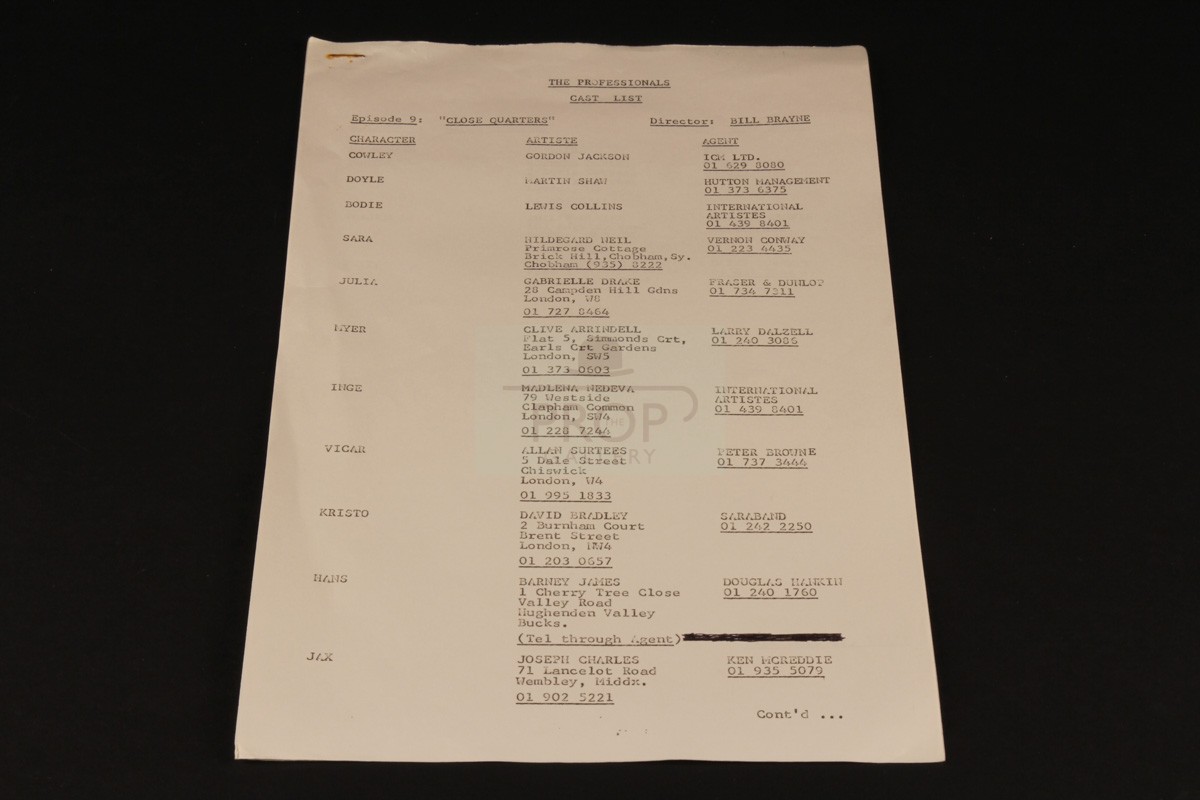 THE PROFESSIONALS
CAST LIST
Episode 9: "CLOSE QUARTERS" Director: BILL BRAYNE
CHARACTER ARTISTE AGENT
COWLEY GORDON JACKSON ICM LTD.
01 629 8080
DOYLE MARTIN SHAW HUTTON MANAGEMENT
01 373 6375
BODIE LEWIS COLLINS INTERNATIONAL
ARTISTES
01 439 8401
SARA HILDEGARD NEIL VERNON CONWAY
Primrose Cottage 01 223 4435
Brick Hill,Chobham,Sy.
Chobham (935) 8222
JULIA GABRIELLE DRAKE FRASER & DUNLOP
28 Campden Hill Gdns 01 734 7311
London, W8
01 727 8464
MYER CLIVE ARRINDELL LARRY DALZELL
Flat 5, Simmonds Crt, 01 240 3086
Earls Crt Gardens
London, SW5
01 373 0603
INGE MADLENA NEDEVA INTERNATIONAL
79 Westside ARTISTES
Clapham Common 01 439 8401
London, SW4
01 228 7244
VICAR ALLAN SURTEES PETER BROWNE
5 Dale Street 01 737 3444
Chiswick
London, W4
01 995 1833
KRISTO DAVID BRADLEY SARABAND
2 Burnham Court 01 242 2250
Brent Street
London, NW4
01 203 0657
HANS BARNEY JAMES DOUGLAS HANKIN
1 Cherry Tree Close 01 240 1760
Valley Road
Hughenden Valley
Bucks.
(Tel through Agent)
JAX JOSEPH CHARLES KEN MCREDDIE
71 Lancelot Road 01 935 5079
Wembley, Middx.
01 902 5221
Cont'd ...
THE PROP GALLERY